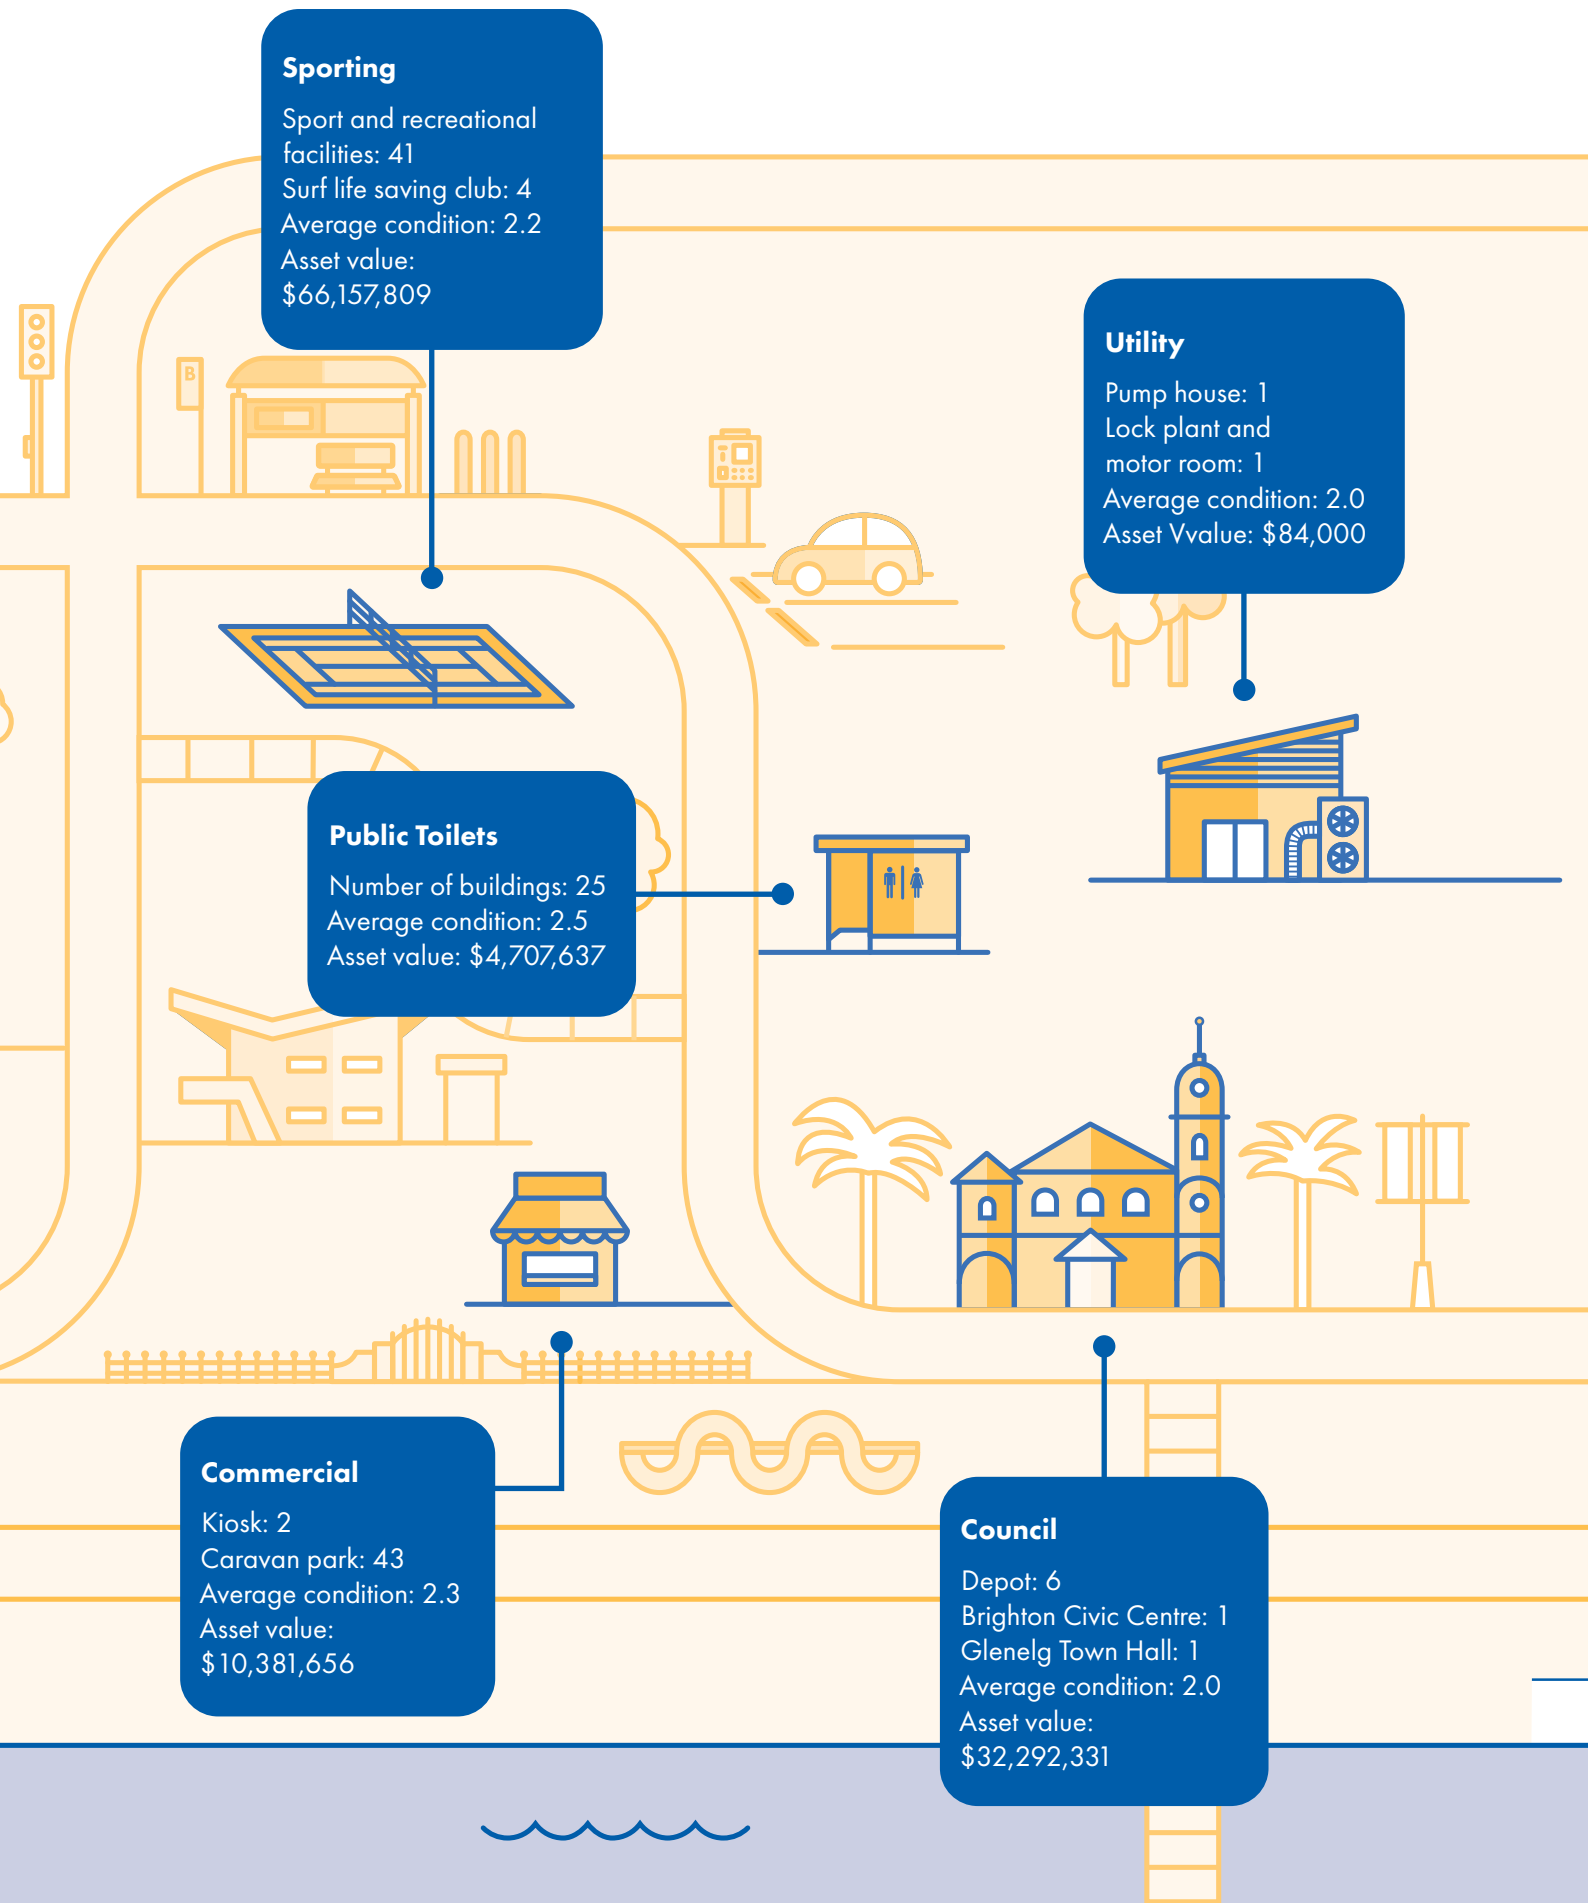 Sporting
Sport and recreational
facilities: 41
Surf life saving club: 4
Average condition: 2.2
Asset value:
$66,157,809
Utility
Pump house: 1
Lock plant and
motor room: 1
Average condition: 2.0
Asset Vvalue: $84,000
B
Public Toilets
Number of buildings: 25
Average condition: 2.5
Asset value: $4,707,637
Commercial
Kiosk: 2
Caravan park: 43
Average condition: 2.3
Asset value:
$10,381,656
Council
Depot: 6
Brighton Civic Centre: 1
Glenelg Town Hall: 1
Average condition: 2.0
Asset value:
$32,292,331